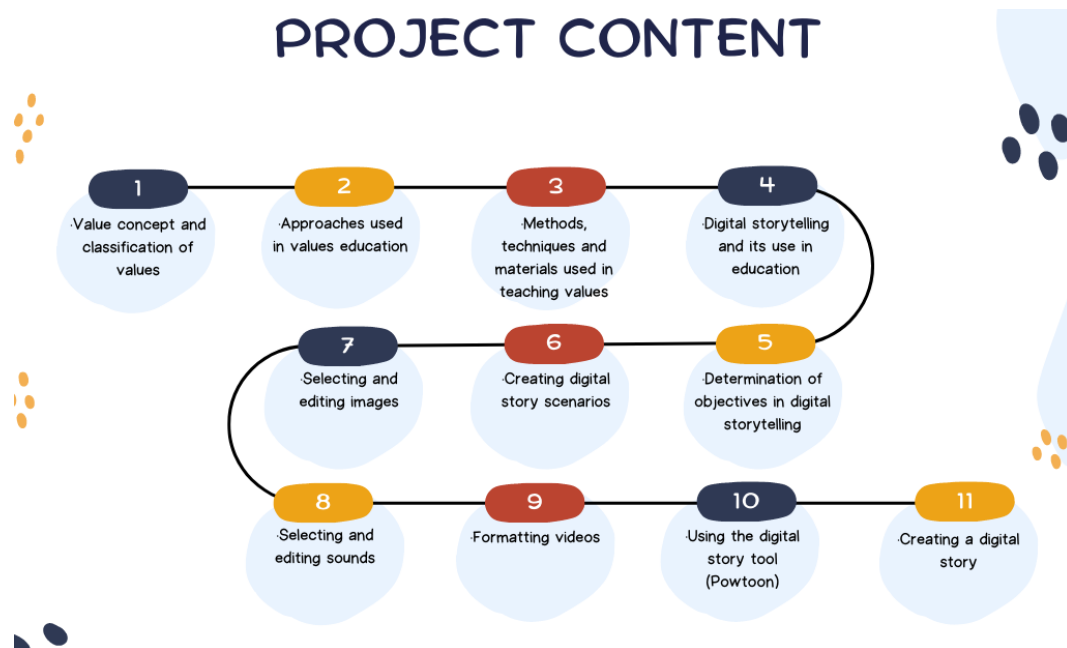 PROJECT CONTENT
1
·Value concept and
classification of
values
2
·Approaches used
in values education
3
·Methods,
techniques and
materials used in
teaching values
4
·Digital storytelling
and its use in
education
5
·Determination of
objectives in digital
storytelling
6
·Creating digital
story scenarios
7
·Selecting and
editing images
8
·Selecting and
editing sounds
9
·Formatting videos
10
·Using the digital
story tool
(Powtoon)
11
·Creating a digital
story